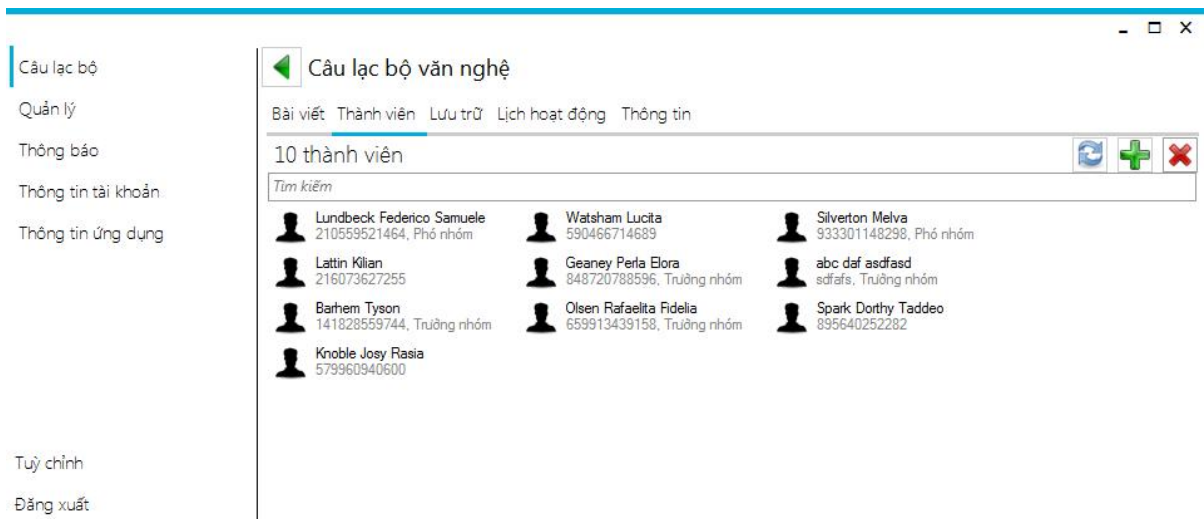 Câu lạc bộ
Quản lý
Thông báo
Thông tin tài khoản
Thông tin ứng dụng
Tuỳ chỉnh
Đăng xuất
Câu lạc bộ văn nghệ
Bài viết Thành viên Lưu trữ Lịch hoạt động Thông tin
10 thành viên
Tìm kiếm
Lundbeck Federico Samuele
210559521464, Phó nhóm
Watsham Lucita
590466714689
Silverton Melva
933301148298, Phó nhóm
Lattin Kilian
216073627255
Geaney Perla Elora
848720788596, Trưởng nhóm
abc daf asdfasd
sdfafs, Trưởng nhóm
Barhem Tyson
141828559744, Trưởng nhóm
Olsen Rafaelita Fidelia
659913439158, Trưởng nhóm
Spark Dorthy Taddeo
895640252282
Knoble Josy Rasia
579960940600